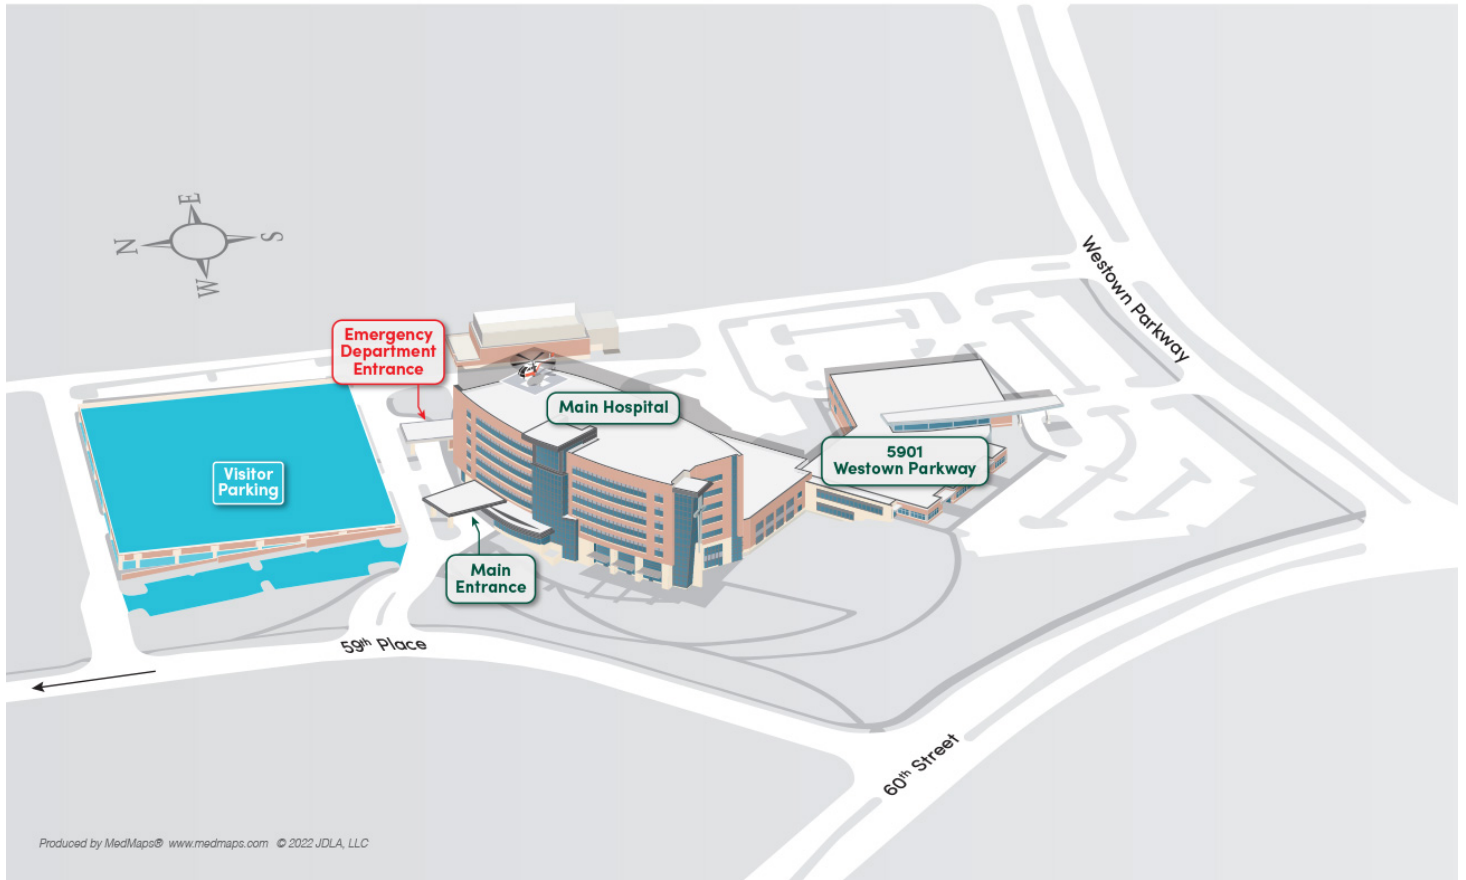 E
N
S
W
Westown Parkway
Emergency
Department
Entrance
Main Hospital
5901
Westown Parkway
Visitor
Parking
Main
Entrance
59th Place
60th Street
Produced by MedMaps® www.medmaps.com © 2022 JDLA, LLC